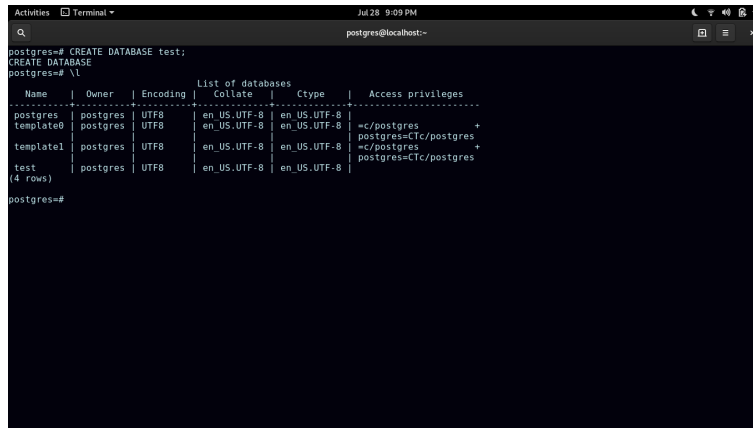 Activities Terminal Jul 28 9:09 PM
postgres@localhost:~
postgres=# CREATE DATABASE test;
CREATE DATABASE
postgres=# \l
List of databases
Name | Owner | Encoding | Collate | Ctype | Access privileges
-----------+----------+----------+-------------+-------------+-----------------------
postgres | postgres | UTF8 | en_US.UTF-8 | en_US.UTF-8 |
template0 | postgres | UTF8 | en_US.UTF-8 | en_US.UTF-8 | =c/postgres +
| | | | | postgres=CTc/postgres
template1 | postgres | UTF8 | en_US.UTF-8 | en_US.UTF-8 | =c/postgres +
| | | | | postgres=CTc/postgres
test | postgres | UTF8 | en_US.UTF-8 | en_US.UTF-8 |
(4 rows)
postgres=#